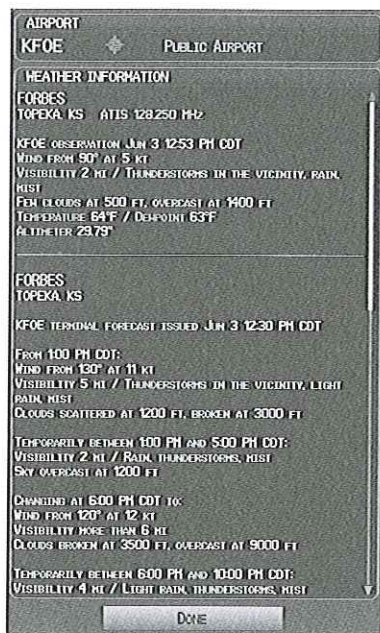 AIRPORT
KFOE PUBLIC AIRPORT
WEATHER INFORMATION
FORBES
TOPEKA, KS ATIS 128.250 MHz
KFOE OBSERVATION JUN 3 12:53 PM CDT
WIND FROM 90° AT 5 KT
VISIBILITY 2 MI / THUNDERSTORMS IN THE VICINITY, RAIN,
MIST
FEW CLOUDS AT 500 FT, OVERCAST AT 1400 FT
TEMPERATURE 64°F / DEWPOINT 63°F
ALTIMETER 29.79"
FORBES
TOPEKA, KS
KFOE TERMINAL FORECAST ISSUED JUN 3 12:30 PM CDT
FROM 1:00 PM CDT:
WIND FROM 130° AT 11 KT
VISIBILITY 5 MI / THUNDERSTORMS IN THE VICINITY, LIGHT
RAIN, MIST
CLOUDS SCATTERED AT 1200 FT, BROKEN AT 3000 FT
TEMPORARILY BETWEEN 1:00 PM AND 5:00 PM CDT:
VISIBILITY 2 MI / RAIN, THUNDERSTORMS, MIST
SKY OVERCAST AT 1200 FT
CHANGING AT 6:00 PM CDT TO:
WIND FROM 120° AT 12 KT
VISIBILITY MORE THAN 6 MI
CLOUDS BROKEN AT 3500 FT, OVERCAST AT 9000 FT
TEMPORARILY BETWEEN 6:00 PM AND 10:00 PM CDT:
VISIBILITY 4 MI / LIGHT RAIN, THUNDERSTORMS, MIST
DONE